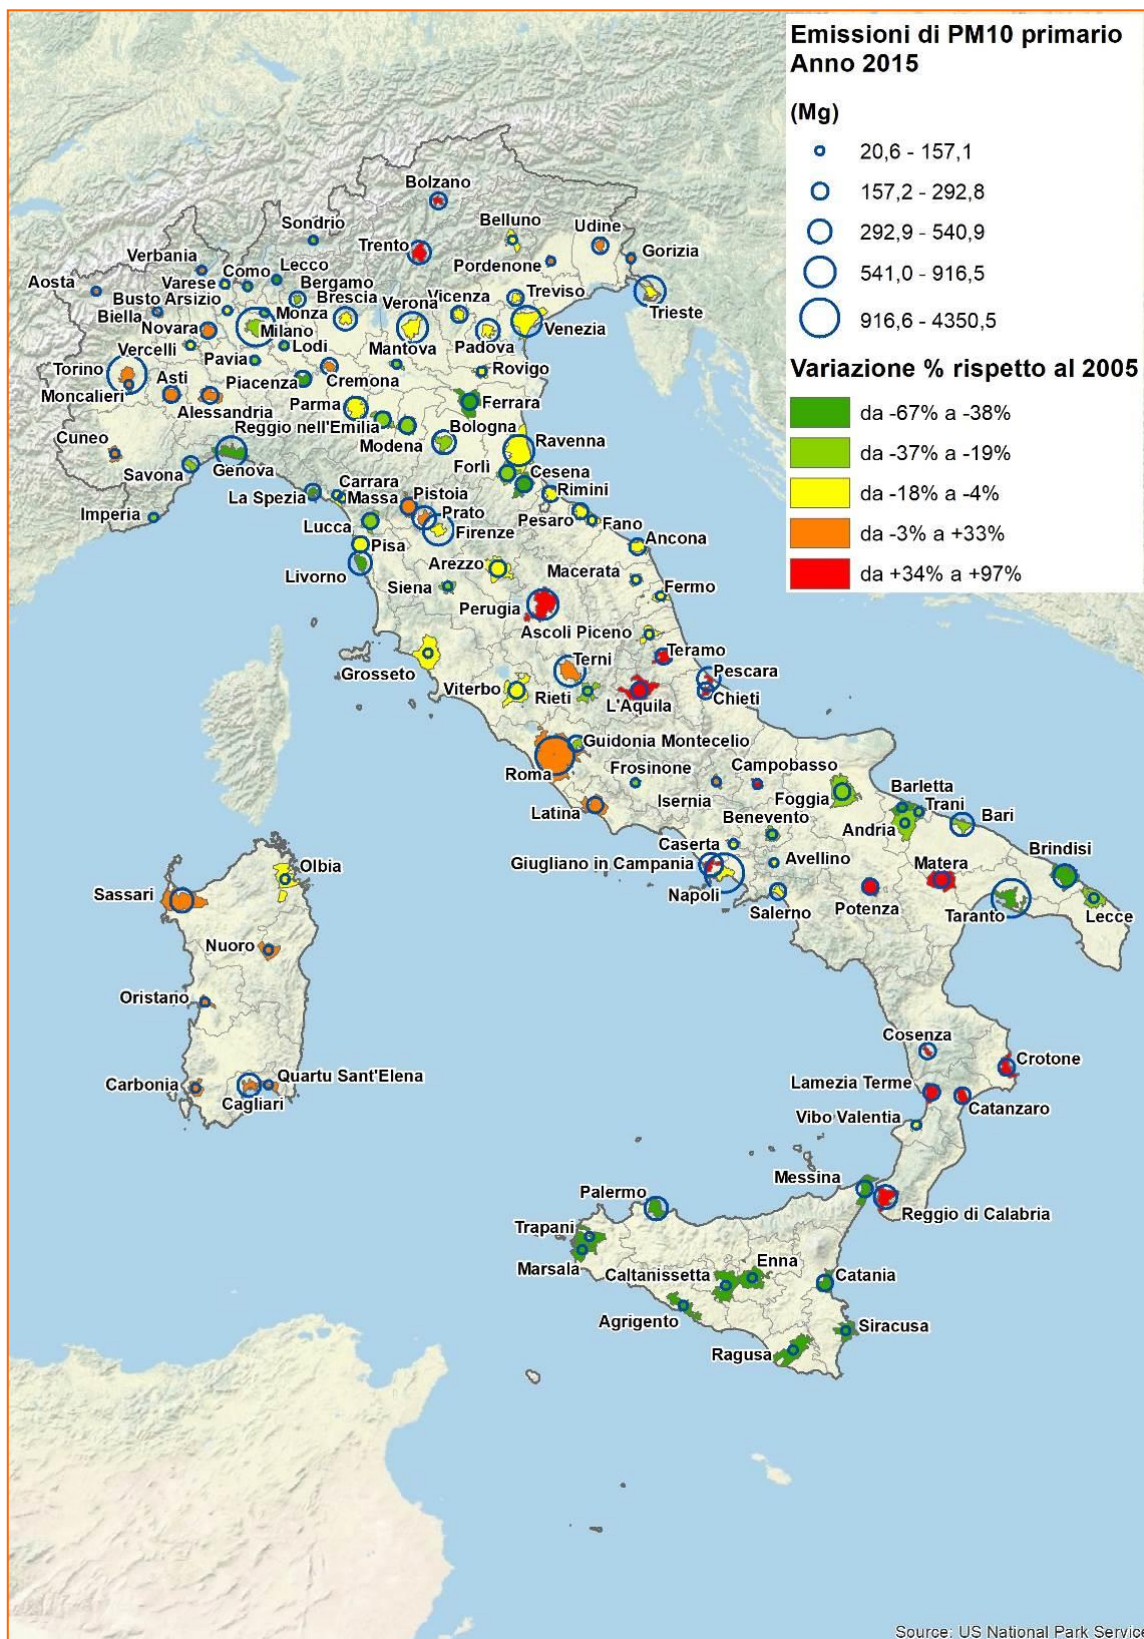 Emissioni di PM10 primario
Anno 2015
(Mg)
20,6 - 157,1
157,2 - 292,8
292,9 - 540,9
541,0 - 916,5
916,6 - 4350,5
Variazione % rispetto al 2005
da -67% a -38%
da -37% a -19%
da -18% a -4%
da -3% a +33%
da +34% a +97%
Bolzano
Sondrio
Belluno
Udine
Trento
Gorizia
Verbania
Pordenone
Aosta
Varese
Como
Lecco
Bergamo
Busto Arsizio
Brescia
Verona
Vicenza
Treviso
Trieste
Biella
Monza
Novara
Milano
Venezia
Vercelli
Lodi
Mantova
Padova
Pavia
Torino
Asti
Piacenza
Cremona
Rovigo
Moncalieri
Alessandria
Parma
Ferrara
Reggio nell'Emilia
Bologna
Cuneo
Modena
Ravenna
Savona
Genova
Forlì
Cesena
La Spezia
Carrara
Massa
Pistoia
Rimini
Imperia
Prato
Pesaro
Fano
Lucca
Firenze
Pisa
Ancona
Arezzo
Livorno
Macerata
Siena
Fermo
Perugia
Ascoli Piceno
Teramo
Grosseto
Terni
Pescara
Viterbo
Rieti
L'Aquila
Chieti
Guidonia Montecelio
Roma
Frosinone
Campobasso
Isernia
Foggia
Barletta
Latina
Trani
Benevento
Andria
Bari
Caserta
Brindisi
Giugliano in Campania
Avellino
Matera
Olbia
Sassari
Napoli
Salerno
Potenza
Taranto
Lecce
Nuoro
Oristano
Cosenza
Crotone
Carbonia
Quartu Sant'Elena
Lamezia Terme
Cagliari
Catanzaro
Vibo Valentia
Messina
Palermo
Reggio di Calabria
Trapani
Marsala
Enna
Caltanissetta
Catania
Agrigento
Siracusa
Ragusa
Source: US National Park Service